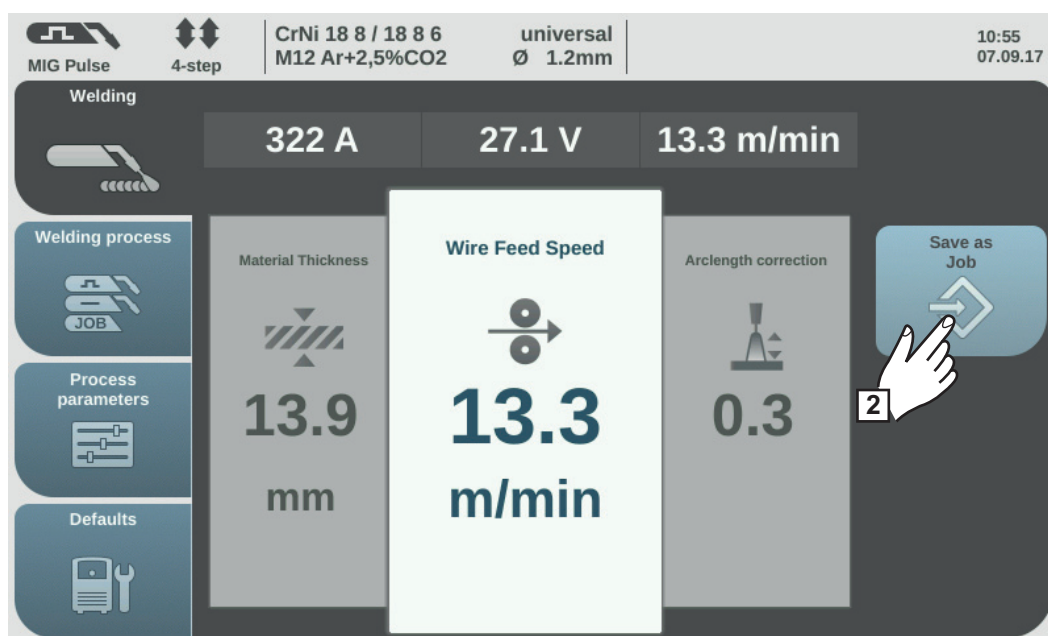 MIG Pulse
4-step
CrNi 18 8 / 18 8 6 universal
M12 Ar+2,5%CO2 Ø 1.2mm
10:55
07.09.17
Welding
322 A
27.1 V
13.3 m/min
Welding process
JOB
Process
parameters
Defaults
Material Thickness
13.9
mm
Wire Feed Speed
13.3
m/min
Arclength correction
0.3
Save as
Job
2